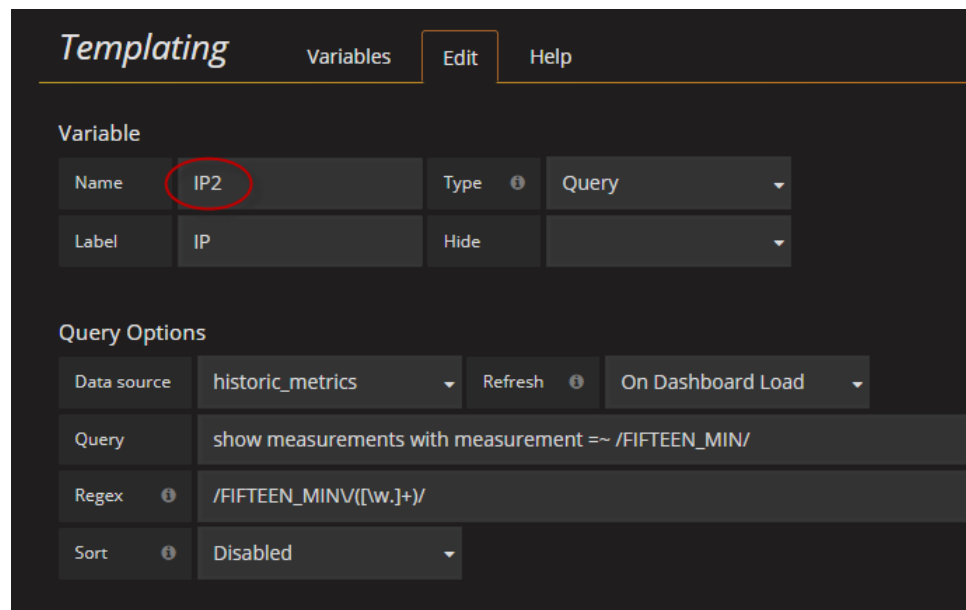 Templating Variables Edit Help
Variable
Name IP2 Type Query
Label IP Hide
Query Options
Data source historic_metrics Refresh On Dashboard Load
Query show measurements with measurement =~ /FIFTEEN_MIN/
Regex /FIFTEEN_MIN\/([\w.]+)/
Sort Disabled